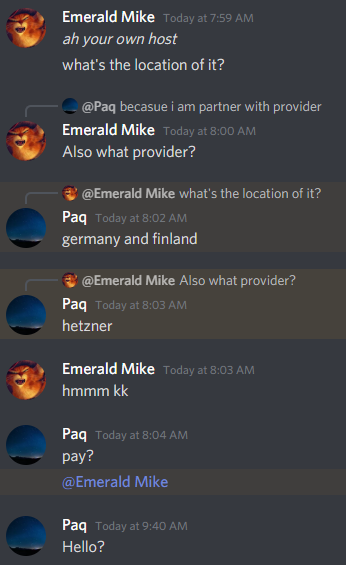 Emerald Mike Today at 7:59 AM
ah your own host
what's the location of it?
@Paq becasue i am partner with provider
Emerald Mike Today at 8:00 AM
Also what provider?
@Emerald Mike what's the location of it?
Paq Today at 8:02 AM
germany and finland
@Emerald Mike Also what provider?
Paq Today at 8:03 AM
hetzner
Emerald Mike Today at 8:03 AM
hmmm kk
Paq Today at 8:04 AM
pay?
@Emerald Mike
Paq Today at 9:40 AM
Hello?